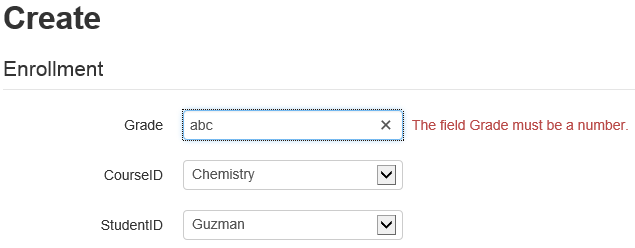 Create
Enrollment
Grade abc The field Grade must be a number.
CourseID Chemistry
StudentID Guzman